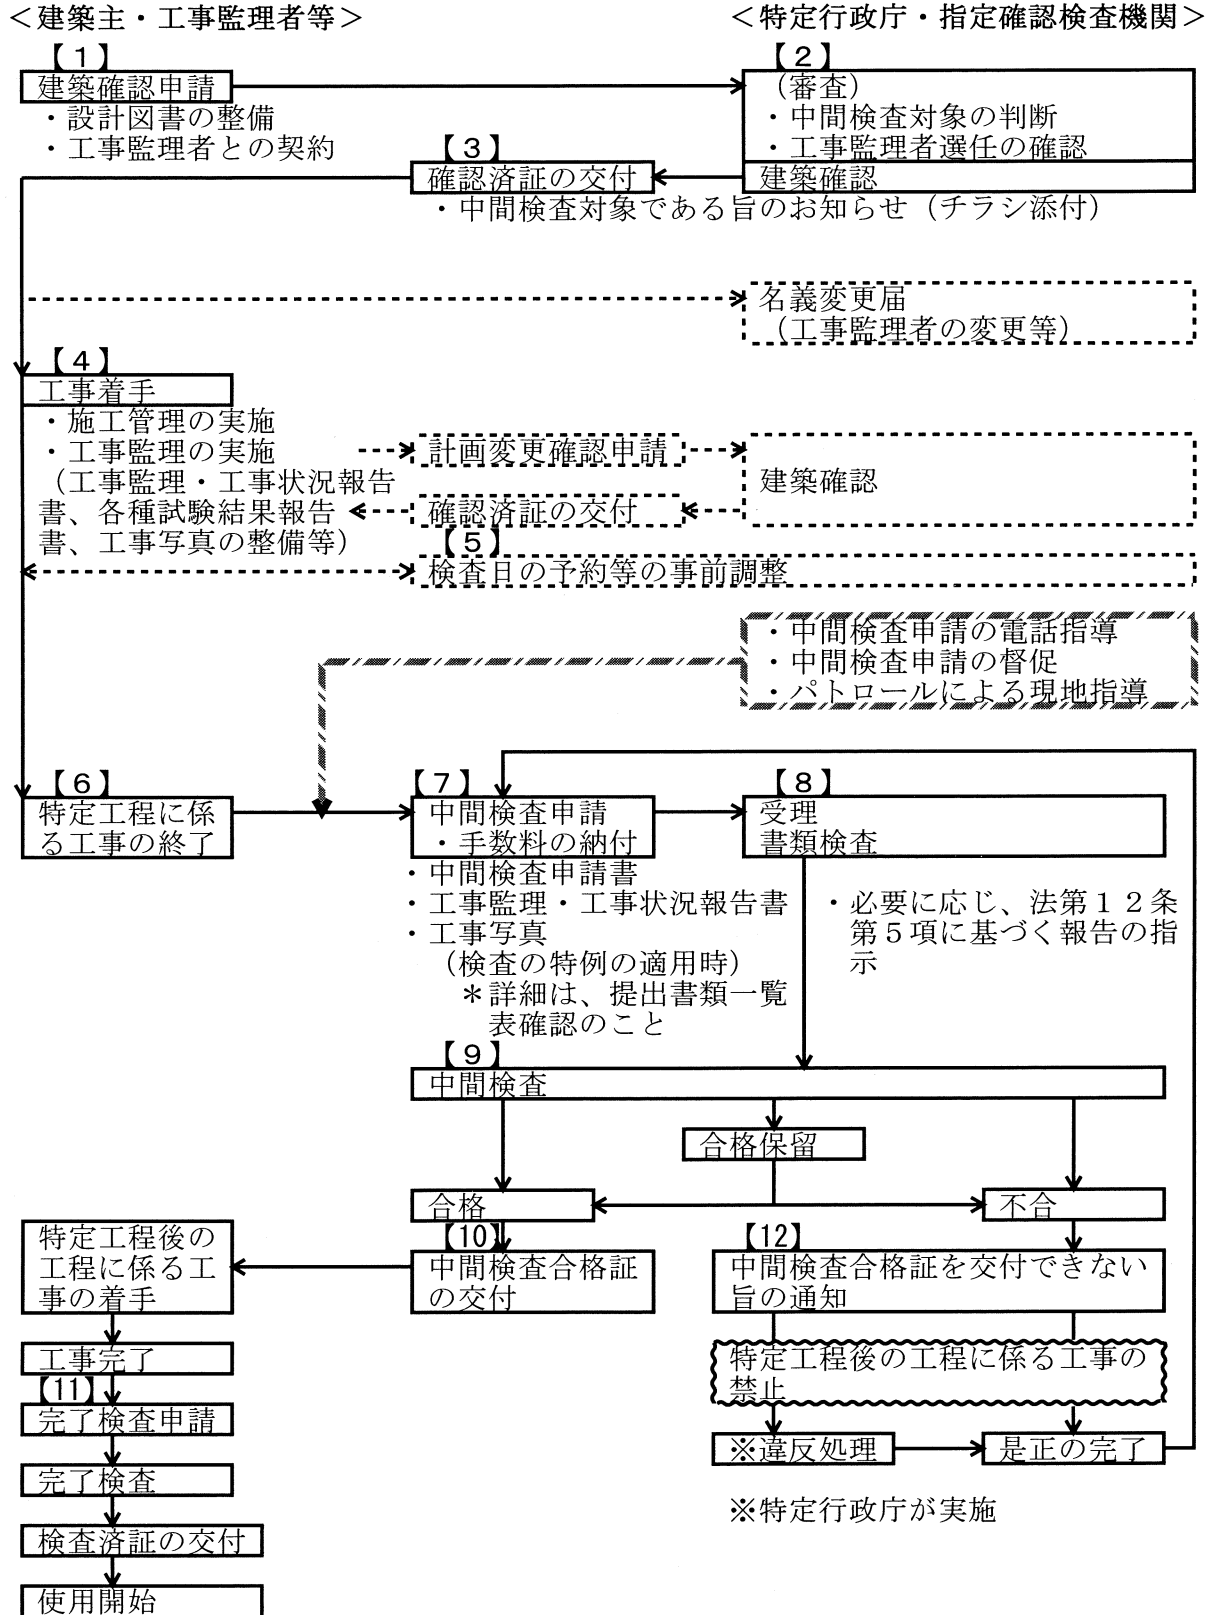 ＜建築主・工事監理者等＞
＜特定行政庁・指定確認検査機関＞
【１】
建築確認申請
・設計図書の整備
・工事監理者との契約
【２】
（審査）
・中間検査対象の判断
・工事監理者選任の確認
建築確認
【３】
確認済証の交付
・中間検査対象である旨のお知らせ（チラシ添付）
名義変更届
（工事監理者の変更等）
【４】
工事着手
・施工管理の実施
・工事監理の実施
（工事監理・工事状況報告
書、各種試験結果報告
書、工事写真の整備等）
計画変更確認申請
建築確認
確認済証の交付
【５】
検査日の予約等の事前調整
・中間検査申請の電話指導
・中間検査申請の督促
・パトロールによる現地指導
【６】
特定工程に係
る工事の終了
【７】
中間検査申請
・手数料の納付
・中間検査申請書
・工事監理・工事状況報告書
・工事写真
（検査の特例の適用時）
＊詳細は、提出書類一覧
表確認のこと
【８】
受理
書類検査
・必要に応じ、法第１２条
第５項に基づく報告の指
示
【９】
中間検査
合格保留
合格
不合
【10】
中間検査合格証
の交付
【12】
中間検査合格証を交付できない
旨の通知
特定工程後の
工程に係る工
事の着手
特定工程後の工程に係る工事の
禁止
工事完了
【11】
完了検査申請
※違反処理
是正の完了
完了検査
※特定行政庁が実施
検査済証の交付
使用開始